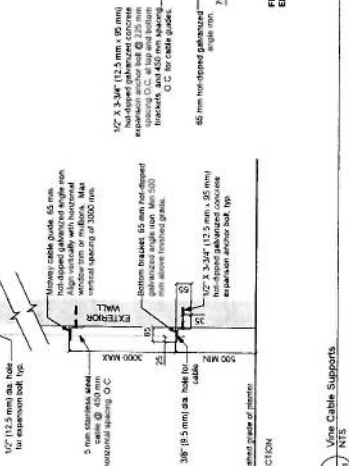 1/2" (12.5 mm) dia. hole
for expansion bolt, typ.
5 mm stainless steel
cable @ 450 mm
horizontal spacing O.C.
3/8" (9.5 mm) dia. hole for
cable
shed grade of planter
CTION
Midway cable guide. 65 mm
hot-dipped galvanized angle iron.
Align vertically with horizontal
window trim or mullions. Max
vertical spacing of 3000 mm.
EXTERIOR
WALL
3000 MAX
65
25
500 MIN.
Bottom bracket. 65 mm hot-dipped
galvanized angle iron. Min 500
mm above finished grade.
65
35
1/2" X 3-3/4" (12.5 mm x 95 mm)
hot-dipped galvanized concrete
expansion anchor bolt, typ.
1/2" X 3-3/4" (12.5 mm x 95 mm)
hot-dipped galvanized concrete
expansion anchor bolt @ 225 mm
spacing O.C. at top and bottom
brackets, and 450 mm spacing
O.C. for cable guides.
65 mm hot-dipped galvanized
angle iron.
Vine Cable Supports
NTS